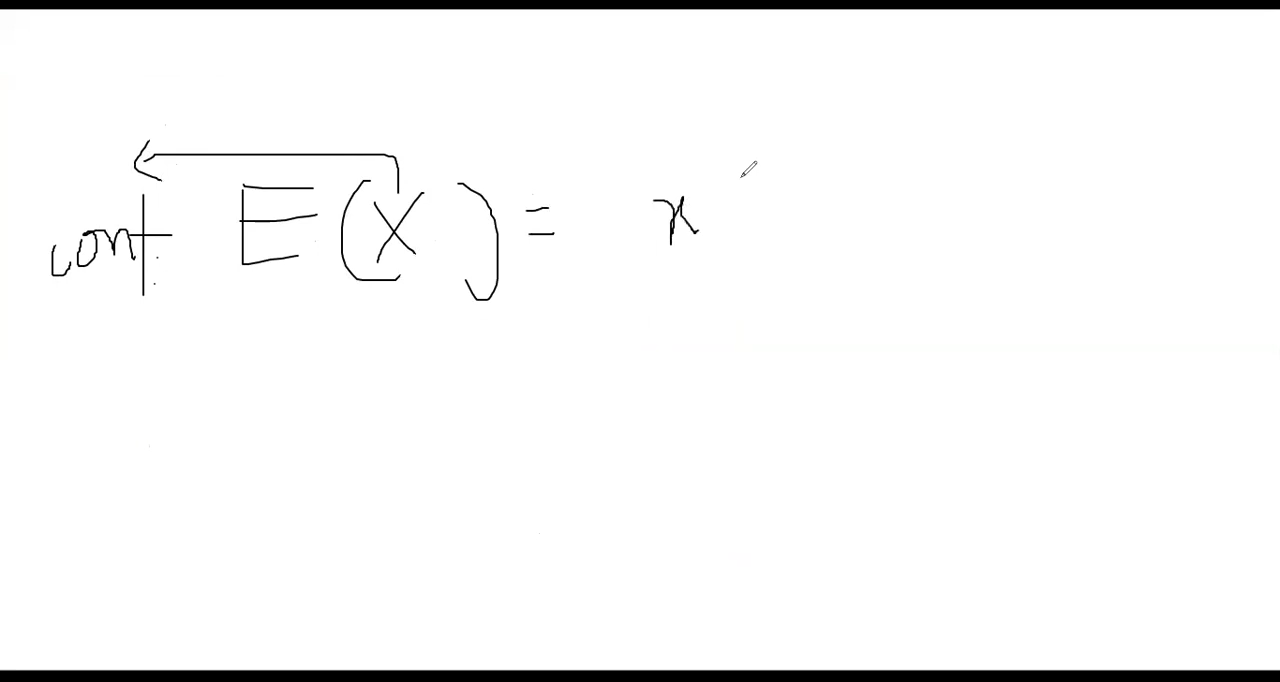 cont E(X) = x